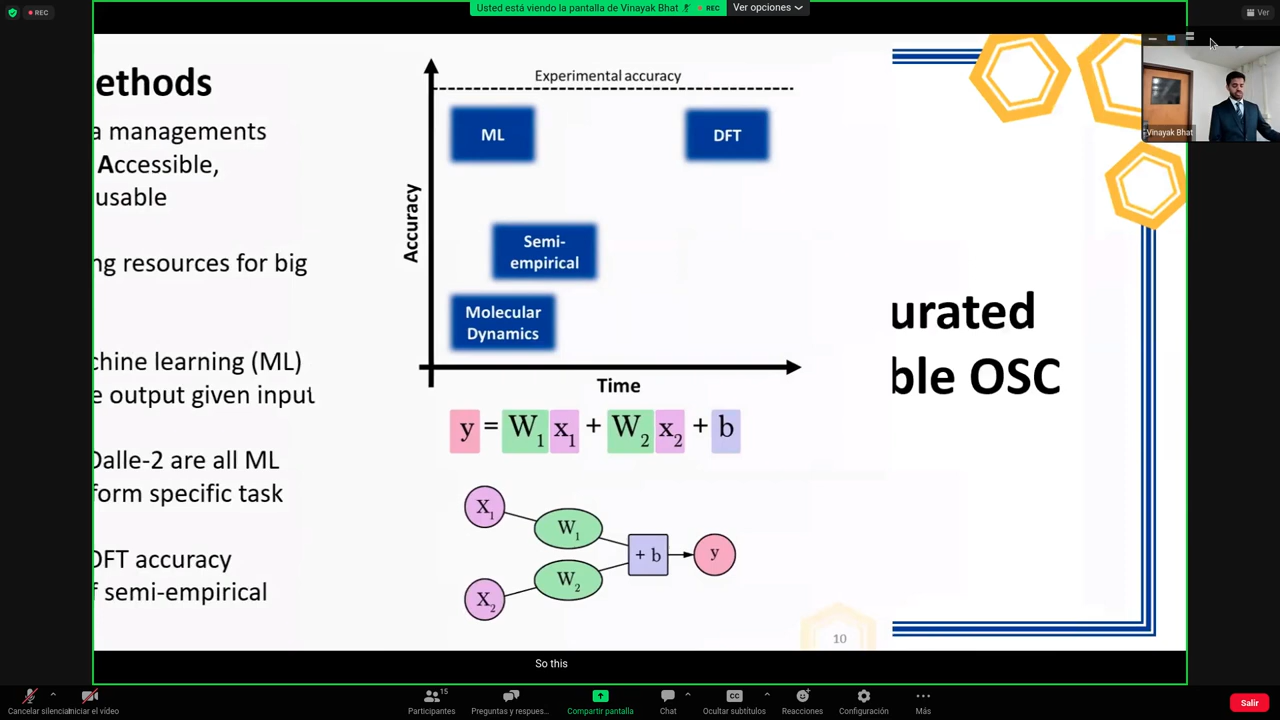 REC
Usted está viendo la pantalla de Vinayak Bhat
REC
Ver opciones
Ver
ethods
a managements
Accessible,
usable
ng resources for big
chine learning (ML)
e output given input
Dalle-2 are all ML
form specific task
DFT accuracy
f semi-empirical
Experimental accuracy
ML
DFT
Semi-
empirical
Molecular
Dynamics
Accuracy
Time
y = W1 x1 + W2 x2 + b
X1
W1
+ b
y
W2
X2
10
urated
ble OSC
Vinayak Bhat
So this
Cancelar silenciar
Iniciar el vídeo
15
Participantes
Preguntas y respues...
Compartir pantalla
Chat
CC
Ocultar subtítulos
Reacciones
Configuración
Más
Salir